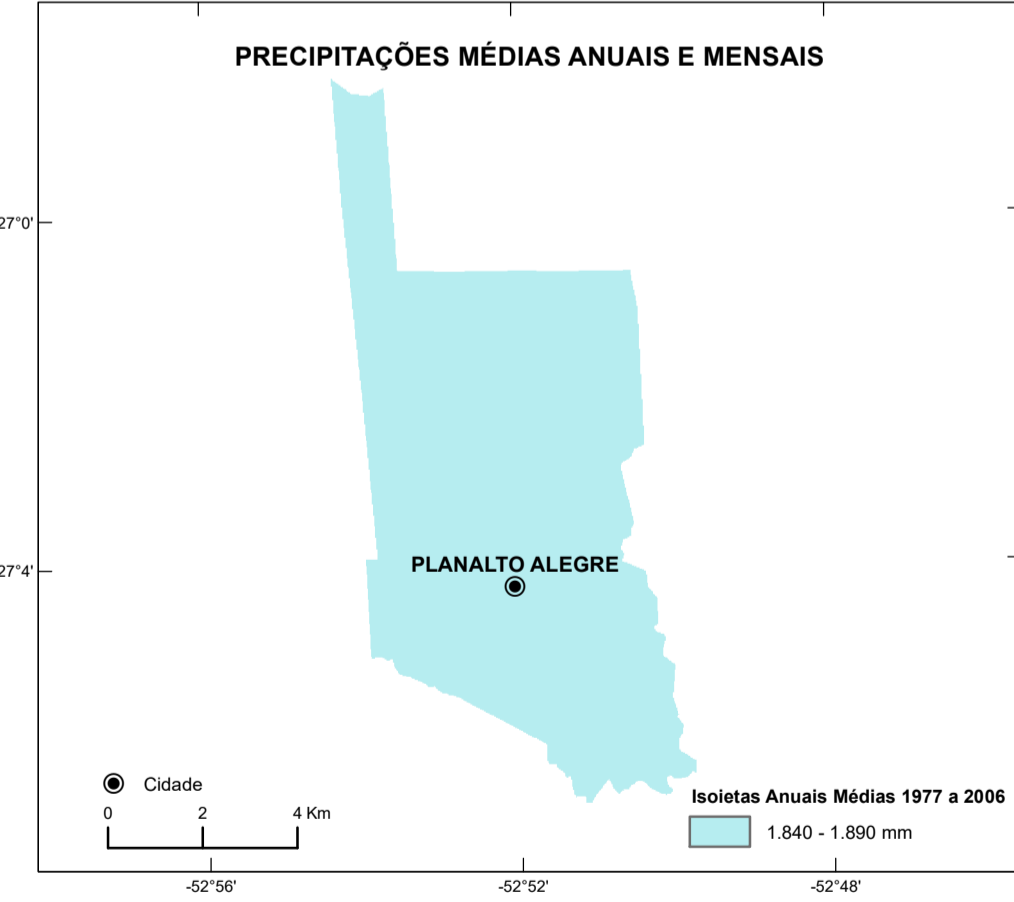 PRECIPITAÇÕES MÉDIAS ANUAIS E MENSAIS
27°0'
27°4'
PLANALTO ALEGRE
Cidade
0 2 4 Km
Isoietas Anuais Médias 1977 a 2006
1.840 - 1.890 mm
-52°56' -52°52' -52°48'